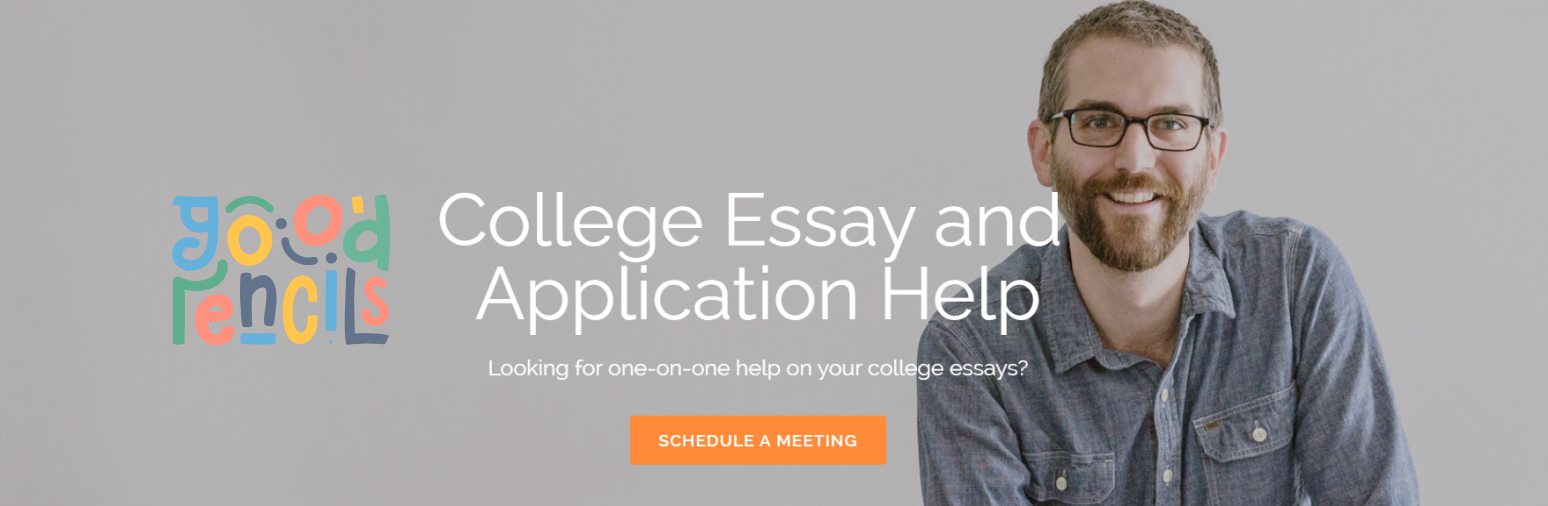 good
pencils
College Essay and
Application Help
Looking for one-on-one help on your college essays?
SCHEDULE A MEETING